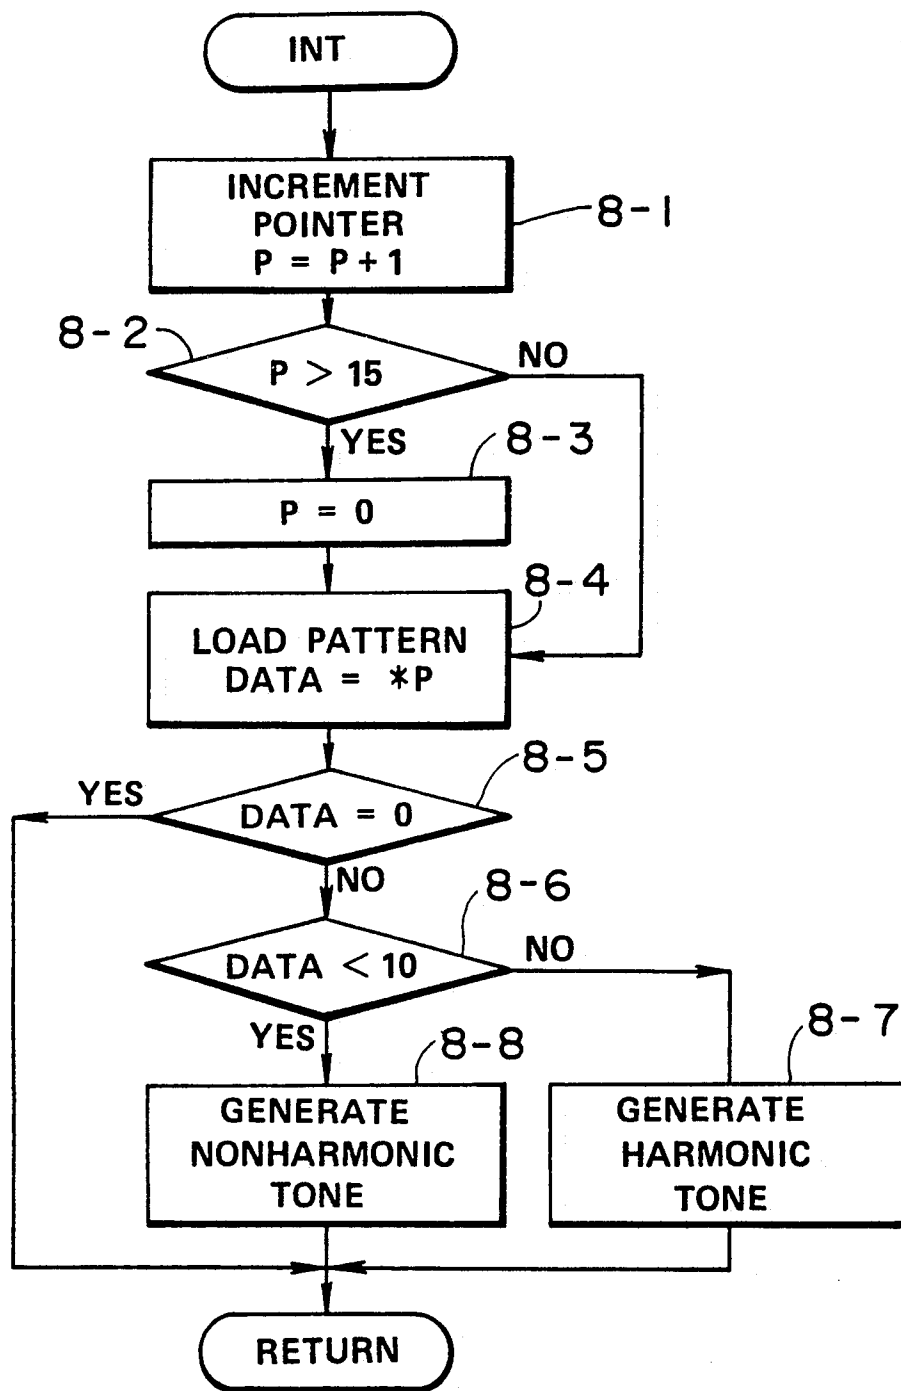 INT
INCREMENT
POINTER
P = P+1
8-1
8-2
P > 15
NO
YES
8-3
P = 0
8-4
LOAD PATTERN
DATA = *P
8-5
YES
DATA = 0
NO
8-6
DATA < 10
NO
YES
8-8
8-7
GENERATE
NONHARMONIC
TONE
GENERATE
HARMONIC
TONE
RETURN